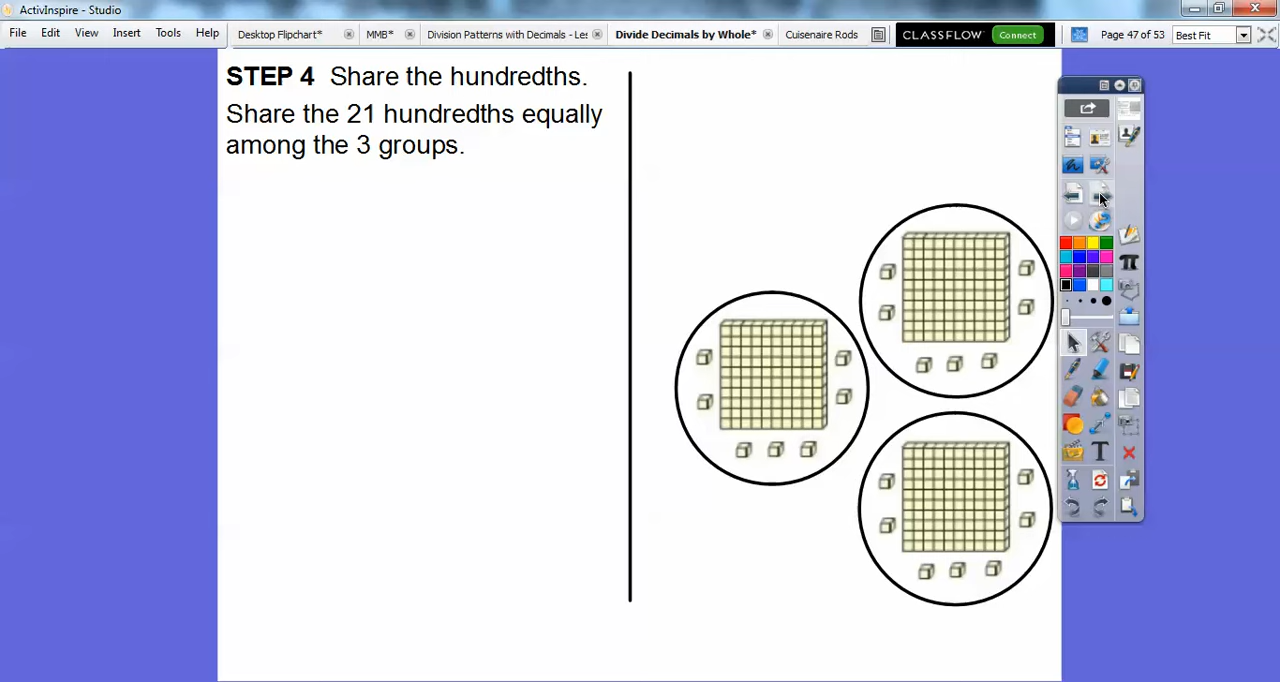 ActivInspire - Studio
File Edit View Insert Tools Help
Desktop Flipchart* MMB* Division Patterns with Decimals - Les Divide Decimals by Whole* Cuisenaire Rods CLASSFLOW Connect Page 47 of 53 Best Fit
STEP 4 Share the hundredths.
Share the 21 hundredths equally
among the 3 groups.